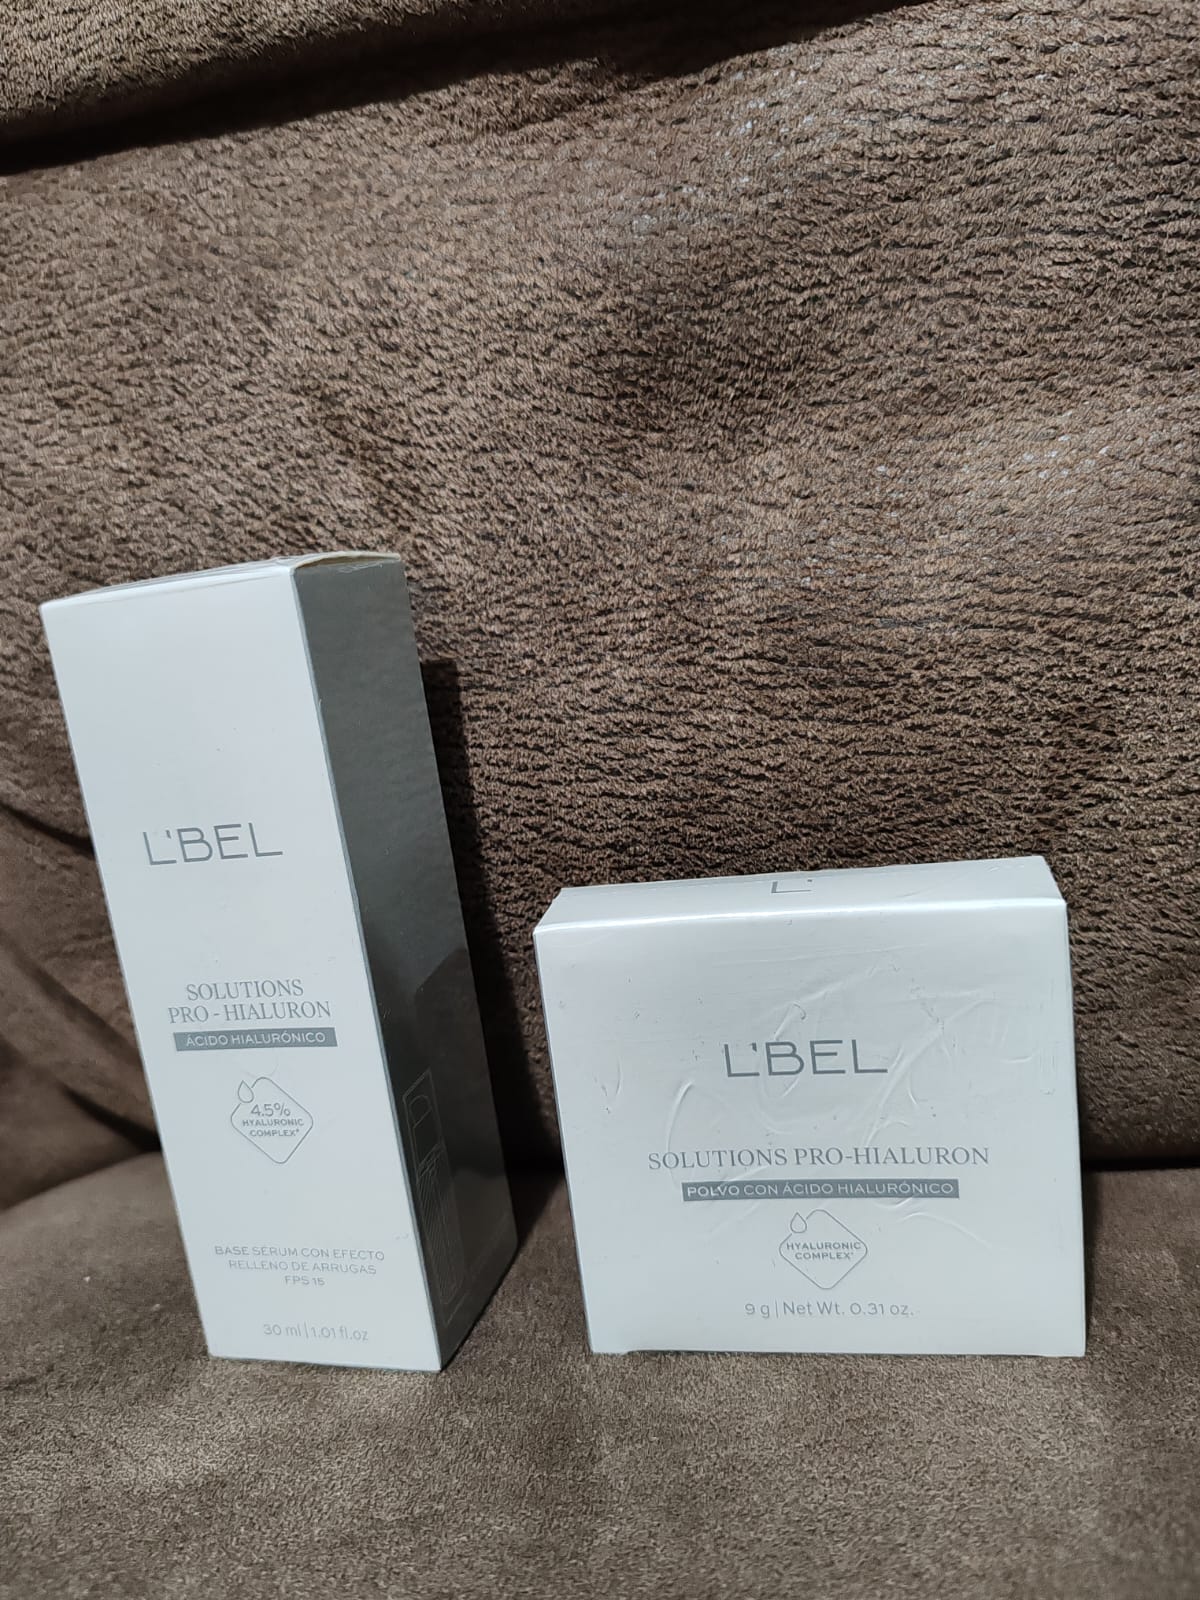 L'BEL
SOLUTIONS
PRO-HIALURON
ÁCIDO HIALURÓNICO
4.5%
HYALURONIC
COMPLEX*
BASE SÉRUM CON EFECTO
RELLENO DE ARRUGAS
FPS 15
30 ml | 1.01 fl.oz
L'
L'BEL
SOLUTIONS PRO-HIALURON
POLVO CON ÁCIDO HIALURÓNICO
HYALURONIC
COMPLEX*
9 g | Net Wt. 0.31 oz.